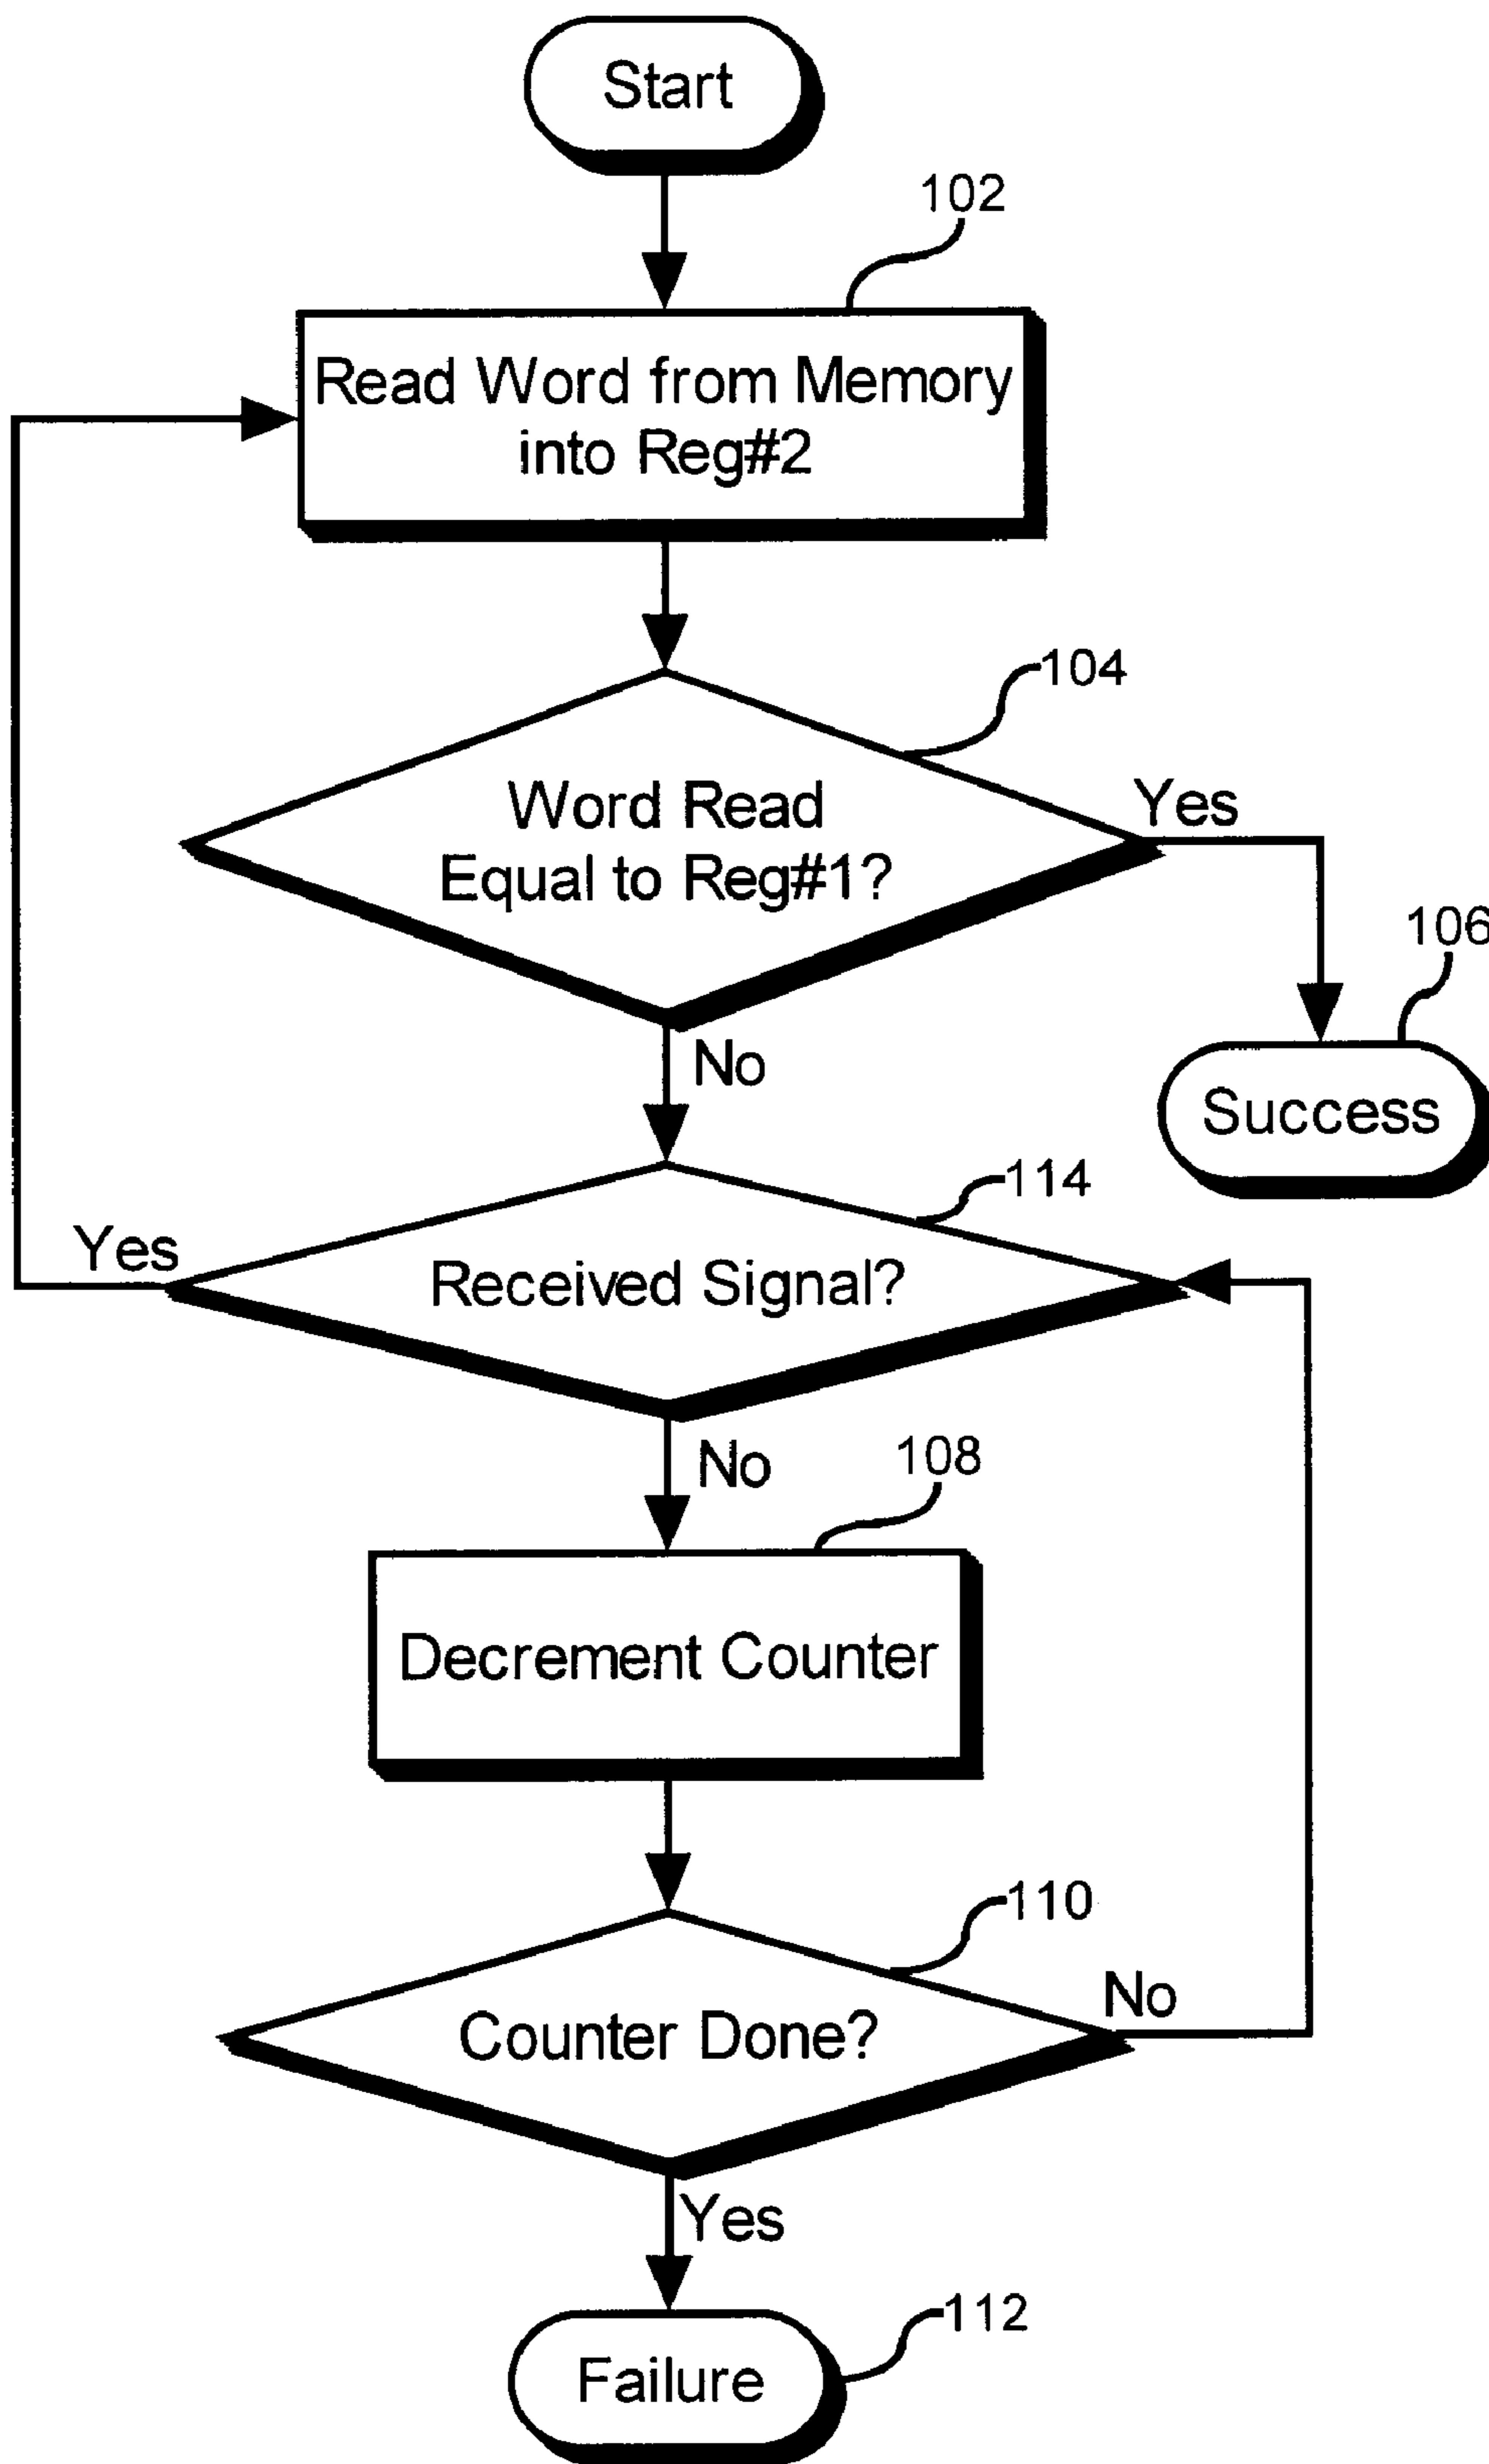 Start
102
Read Word from Memory
into Reg#2
104
Word Read
Equal to Reg#1?
Yes
106
Success
No
114
Received Signal?
Yes
No
108
Decrement Counter
110
Counter Done?
No
Yes
112
Failure